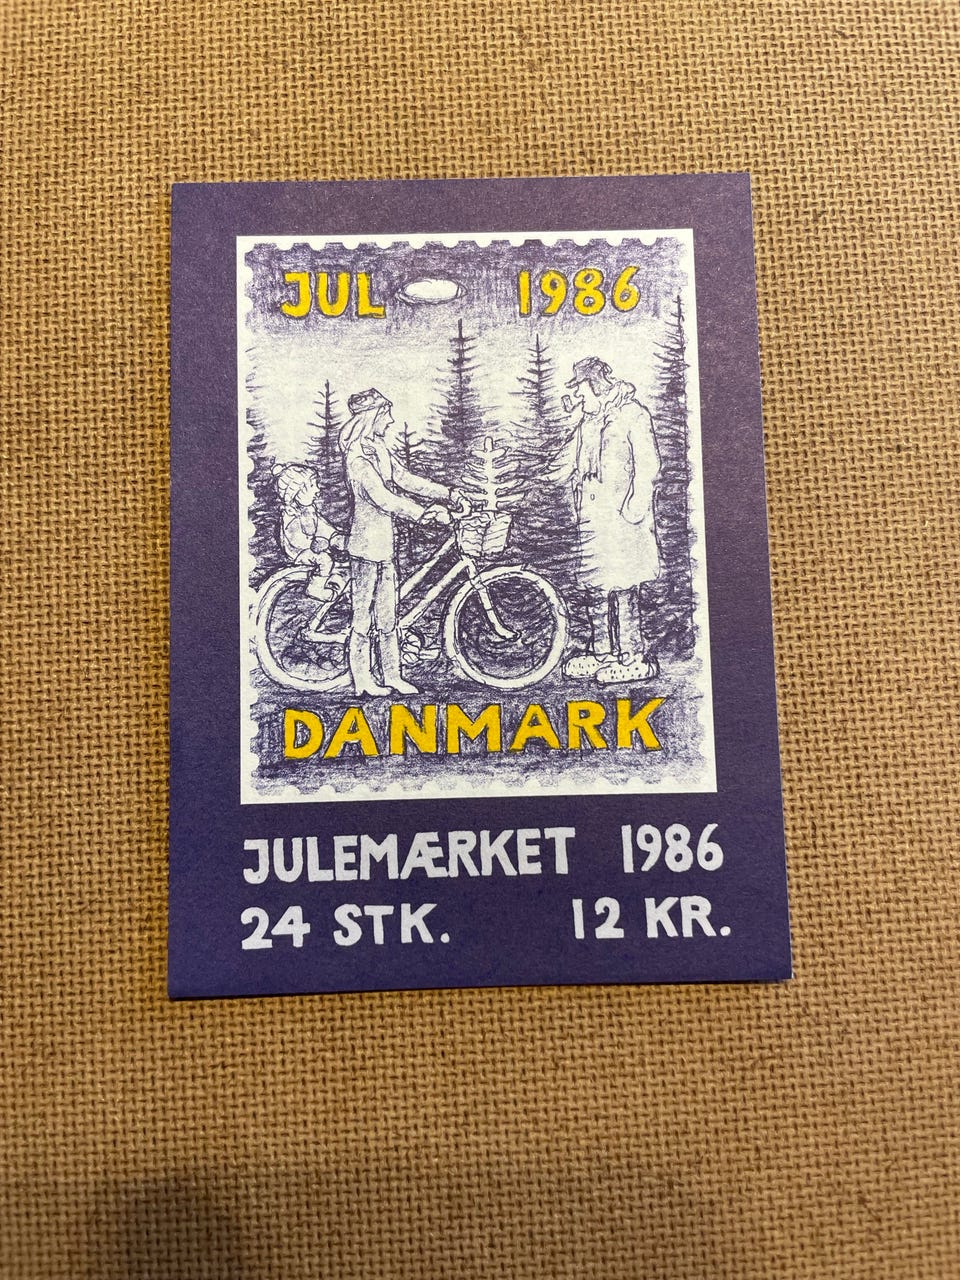 JUL 1986
DANMARK
JULEMÆRKET 1986
24 STK. 12 KR.